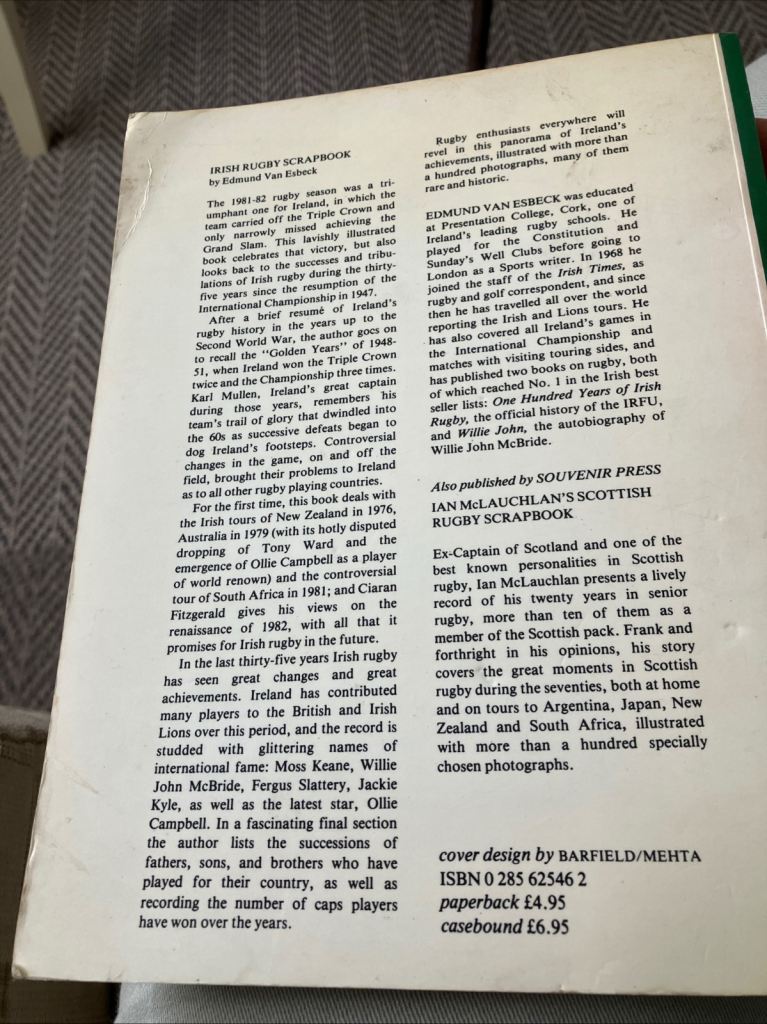 IRISH RUGBY SCRAPBOOK
by Edmund Van Esbeck
The 1981-82 rugby season was a tri-
umphant one for Ireland, in which the
team carried off the Triple Crown and
only narrowly missed achieving the
Grand Slam. This lavishly illustrated
book celebrates that victory, but also
looks back to the successes and tribu-
lations of Irish rugby during the thirty-
five years since the resumption of the
International Championship in 1947.
After a brief resumé of Ireland's
rugby history in the years up to the
Second World War, the author goes on
to recall the "Golden Years" of 1948-
51, when Ireland won the Triple Crown
twice and the Championship three times.
Karl Mullen, Ireland's great captain
during those years, remembers his
team's trail of glory that dwindled into
the 60s as successive defeats began to
dog Ireland's footsteps. Controversial
changes in the game, on and off the
field, brought their problems to Ireland
as to all other rugby playing countries.
For the first time, this book deals with
the Irish tours of New Zealand in 1976,
Australia in 1979 (with its hotly disputed
dropping of Tony Ward and the
emergence of Ollie Campbell as a player
of world renown) and the controversial
tour of South Africa in 1981; and Ciaran
Fitzgerald gives his views on the
renaissance of 1982, with all that it
promises for Irish rugby in the future.
In the last thirty-five years Irish rugby
has seen great changes and great
achievements. Ireland has contributed
many players to the British and Irish
Lions over this period, and the record is
studded with glittering names of
international fame: Moss Keane, Willie
John McBride, Fergus Slattery, Jackie
Kyle, as well as the latest star, Ollie
Campbell. In a fascinating final section
the author lists the successions of
fathers, sons, and brothers who have
played for their country, as well as
recording the number of caps players
have won over the years.
Rugby enthusiasts everywhere will
revel in this panorama of Ireland's
achievements, illustrated with more than
a hundred photographs, many of them
rare and historic.
EDMUND VAN ESBECK was educated
at Presentation College, Cork, one of
Ireland's leading rugby schools. He
played for the Constitution and
Sunday's Well Clubs before going to
London as a Sports writer. In 1968 he
joined the staff of the Irish Times, as
rugby and golf correspondent, and since
then he has travelled all over the world
reporting the Irish and Lions tours. He
has also covered all Ireland's games in
the International Championship and
matches with visiting touring sides, and
has published two books on rugby, both
of which reached No. 1 in the Irish best
seller lists: One Hundred Years of Irish
Rugby, the official history of the IRFU,
and Willie John, the autobiography of
Willie John McBride.
Also published by SOUVENIR PRESS
IAN McLAUCHLAN'S SCOTTISH
RUGBY SCRAPBOOK
Ex-Captain of Scotland and one of the
best known personalities in Scottish
rugby, Ian McLauchlan presents a lively
record of his twenty years in senior
rugby, more than ten of them as a
member of the Scottish pack. Frank and
forthright in his opinions, his story
covers the great moments in Scottish
rugby during the seventies, both at home
and on tours to Argentina, Japan, New
Zealand and South Africa, illustrated
with more than a hundred specially
chosen photographs.
cover design by BARFIELD/MEHTA
ISBN 0 285 62546 2
paperback £4.95
casebound £6.95